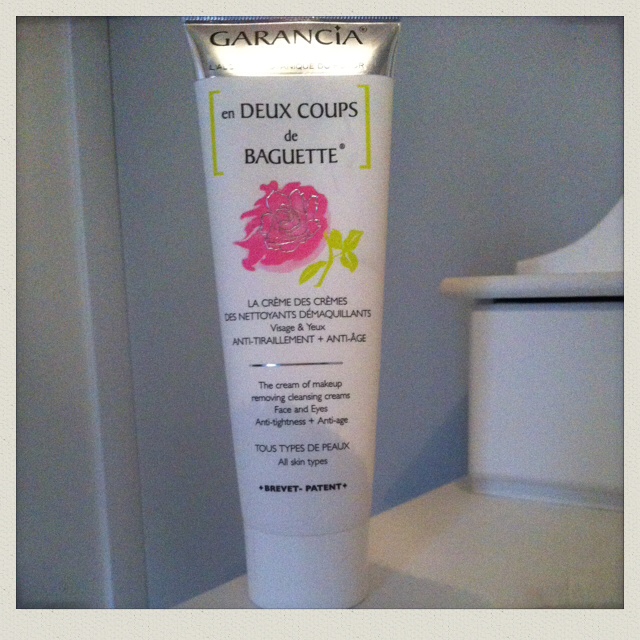 GARANCiA®
en DEUX COUPS
de
BAGUETTE®
LA CRÈME DES CRÈMES
DES NETTOYANTS DÉMAQUILLANTS
Visage & Yeux
ANTI-TIRAILLEMENT + ANTI-ÂGE
The cream of makeup
removing cleansing creams
Face and Eyes
Anti-tightness + Anti-age
TOUS TYPES DE PEAUX
All skin types
+BREVET- PATENT+